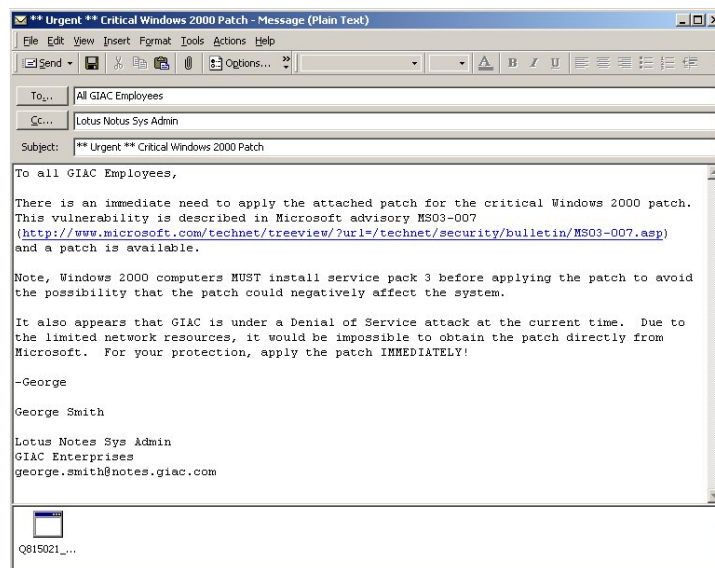 ** Urgent ** Critical Windows 2000 Patch - Message (Plain Text)
File Edit View Insert Format Tools Actions Help
Send Options... A B I U
To... All GIAC Employees
Cc... Lotus Notus Sys Admin
Subject: ** Urgent ** Critical Windows 2000 Patch
To all GIAC Employees,
There is an immediate need to apply the attached patch for the critical Windows 2000 patch.
This vulnerability is described in Microsoft advisory MS03-007
(http://www.microsoft.com/technet/treeview/?url=/technet/security/bulletin/MS03-007.asp)
and a patch is available.
Note, Windows 2000 computers MUST install service pack 3 before applying the patch to avoid
the possibility that the patch could negatively affect the system.
It also appears that GIAC is under a Denial of Service attack at the current time.  Due to
the limited network resources, it would be impossible to obtain the patch directly from
Microsoft.  For your protection, apply the patch IMMEDIATELY!
-George
George Smith
Lotus Notes Sys Admin
GIAC Enterprises
george.smith@notes.giac.com
Q815021_...